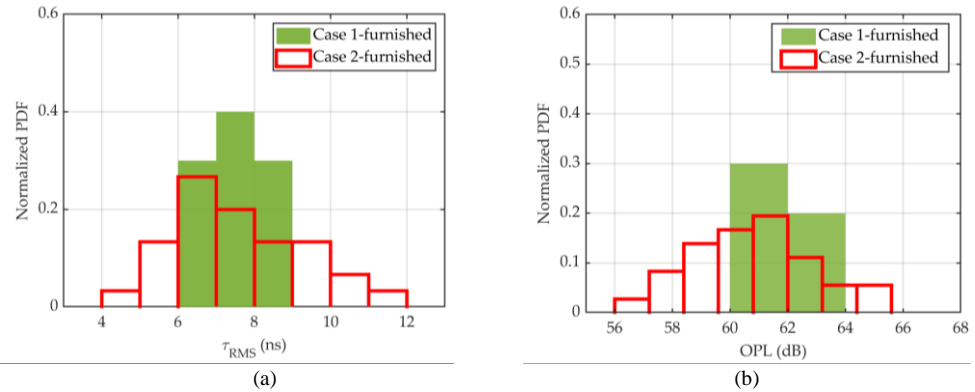 0.6
Case 1-furnished
Case 2-furnished
0.4
0.2
0
Normalized PDF
4 6 8 10 12
τRMS (ns)
(a)
0.6
Case 1-furnished
Case 2-furnished
0.5
0.4
0.3
0.2
0.1
0
Normalized PDF
56 58 60 62 64 66 68
OPL (dB)
(b)